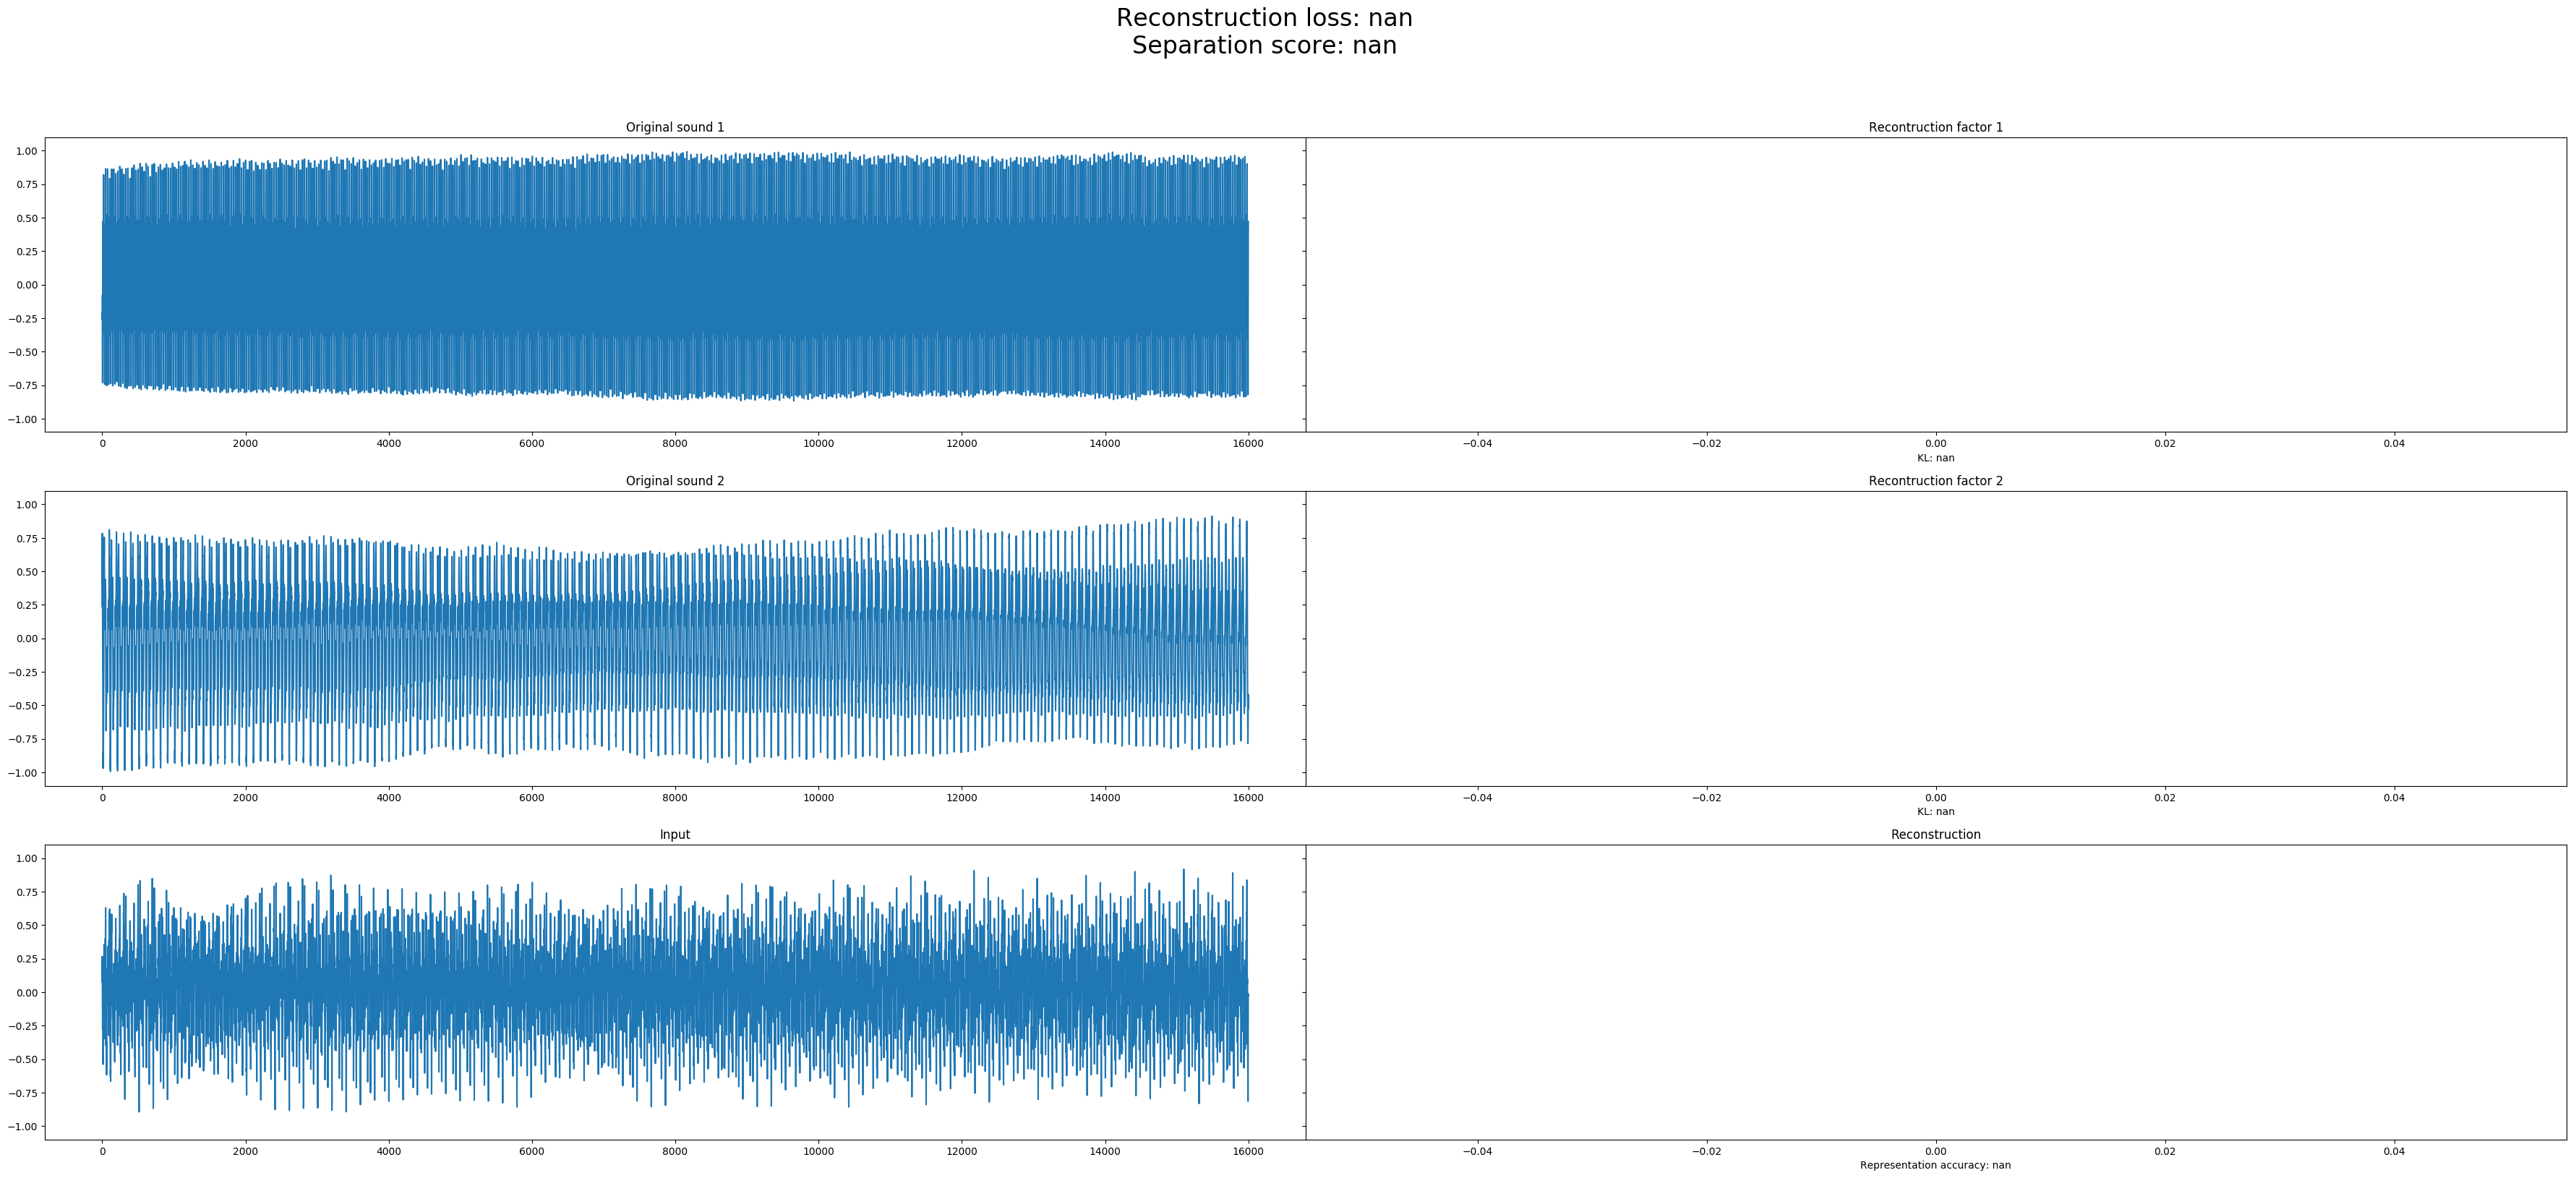 Reconstruction loss: nan
Separation score: nan
Original sound 1
Recontruction factor 1
1.00
0.75
0.50
0.25
0.00
−0.25
−0.50
−0.75
−1.00
0 2000 4000 6000 8000 10000 12000 14000 16000
−0.04 −0.02 0.00 0.02 0.04
KL: nan
Original sound 2
Recontruction factor 2
1.00
0.75
0.50
0.25
0.00
−0.25
−0.50
−0.75
−1.00
0 2000 4000 6000 8000 10000 12000 14000 16000
−0.04 −0.02 0.00 0.02 0.04
KL: nan
Input
Reconstruction
1.00
0.75
0.50
0.25
0.00
−0.25
−0.50
−0.75
−1.00
0 2000 4000 6000 8000 10000 12000 14000 16000
−0.04 −0.02 0.00 0.02 0.04
Representation accuracy: nan